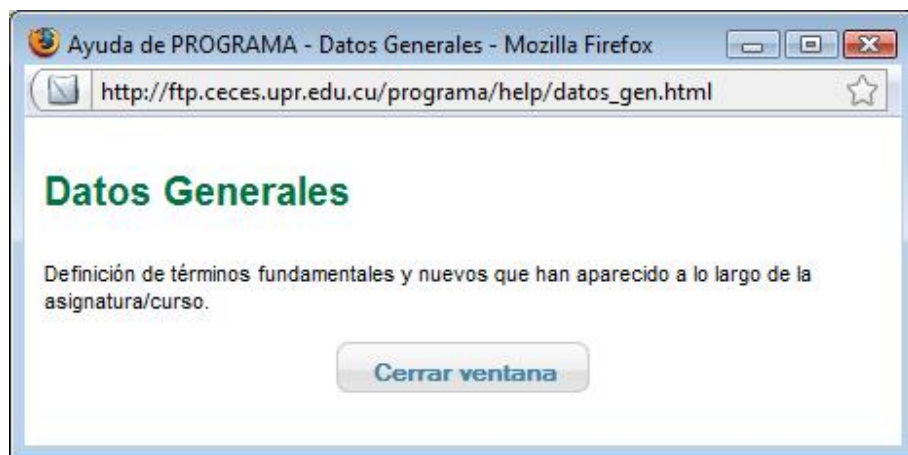 Ayuda de PROGRAMA - Datos Generales - Mozilla Firefox
http://ftp.ceces.upr.edu.cu/programa/help/datos_gen.html
Datos Generales
Definición de términos fundamentales y nuevos que han aparecido a lo largo de la
asignatura/curso.
Cerrar ventana